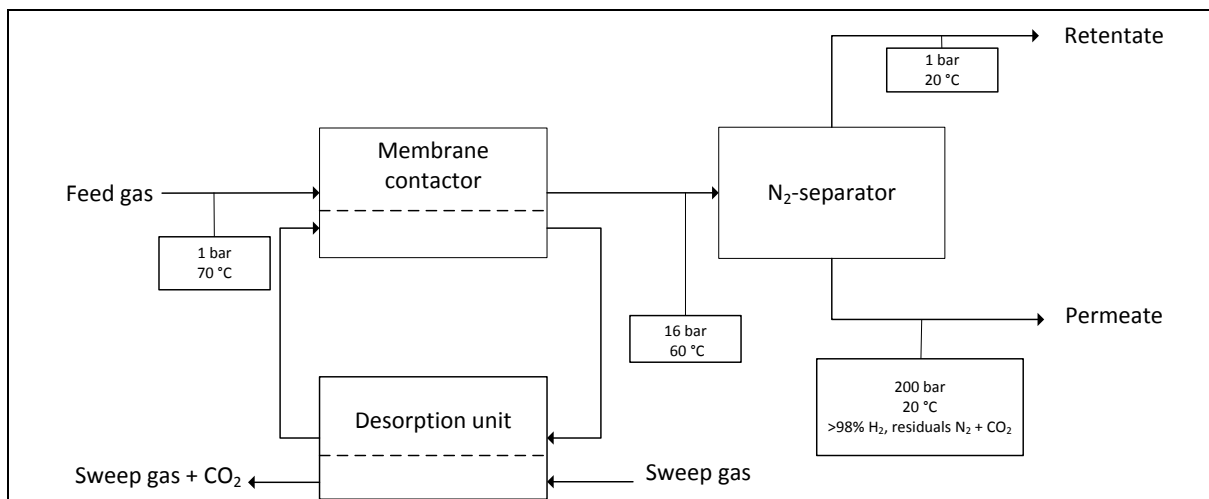 Retentate
1 bar
20 °C
Membrane
contactor
Feed gas
N₂-separator
1 bar
70 °C
16 bar
60 °C
Permeate
200 bar
20 °C
>98% H₂, residuals N₂ + CO₂
Desorption unit
Sweep gas + CO₂
Sweep gas